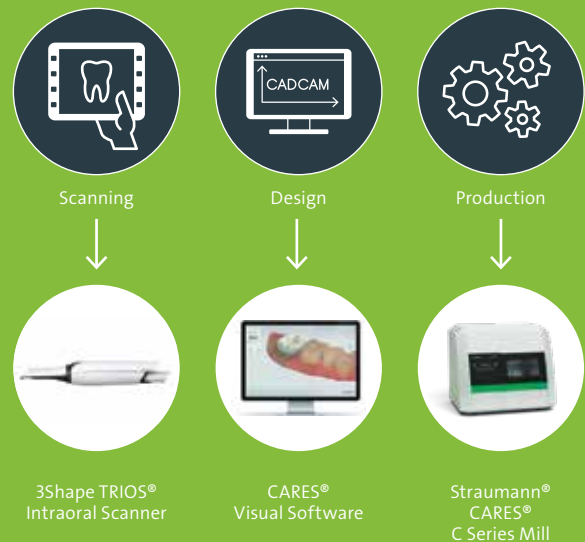 CADCAM
Scanning
Design
Production
3Shape TRIOS®
Intraoral Scanner
CARES®
Visual Software
Straumann®
CARES®
C Series Mill